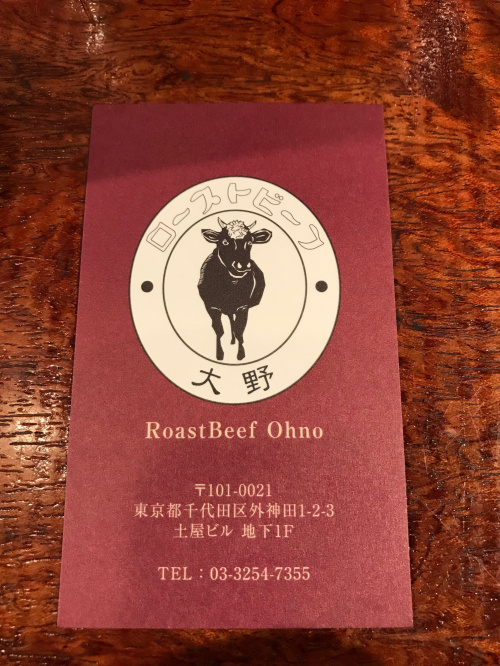 ローストビーフ
大野
RoastBeef Ohno
〒101-0021
東京都千代田区外神田1-2-3
土屋ビル 地下1F
TEL：03-3254-7355